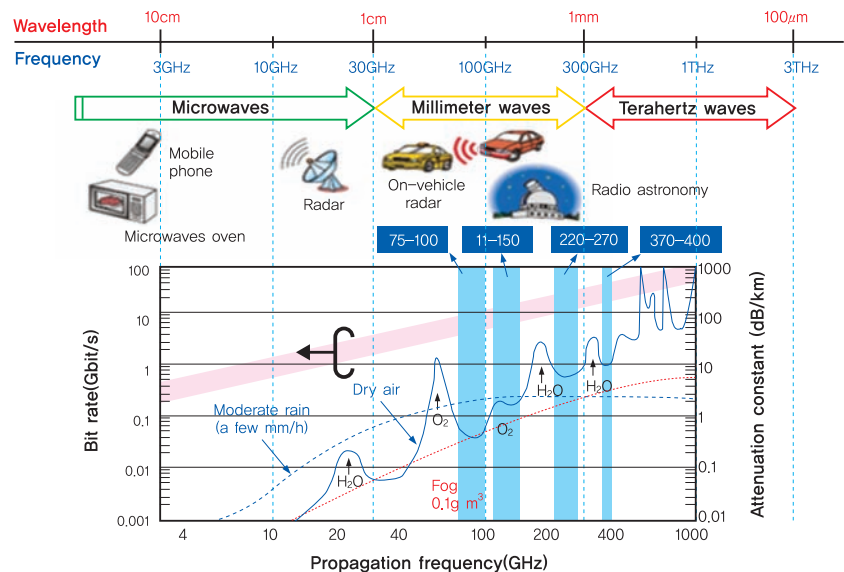 10cm 1cm 1mm 100μm
Wavelength
Frequency
3GHz 10GHz 30GHz 100GHz 300GHz 1THz 3THz
Microwaves Millimeter waves Terahertz waves
Mobile
phone
Microwaves oven
Radar
On-vehicle
radar
Radio astronomy
75–100 11–150 220–270 370–400
Bit rate(Gbit/s)
100
10
1
0.1
0.01
0.001
Attenuation constant (dB/km)
1000
100
10
2
0,1
0.01
Moderate rain
(a few mm/h)
Dry air
H₂O
O₂
O₂
H₂O
H₂O
Fog
0.1g m³
4 10 20 40 100 200 400 1000
Propagation frequency(GHz)